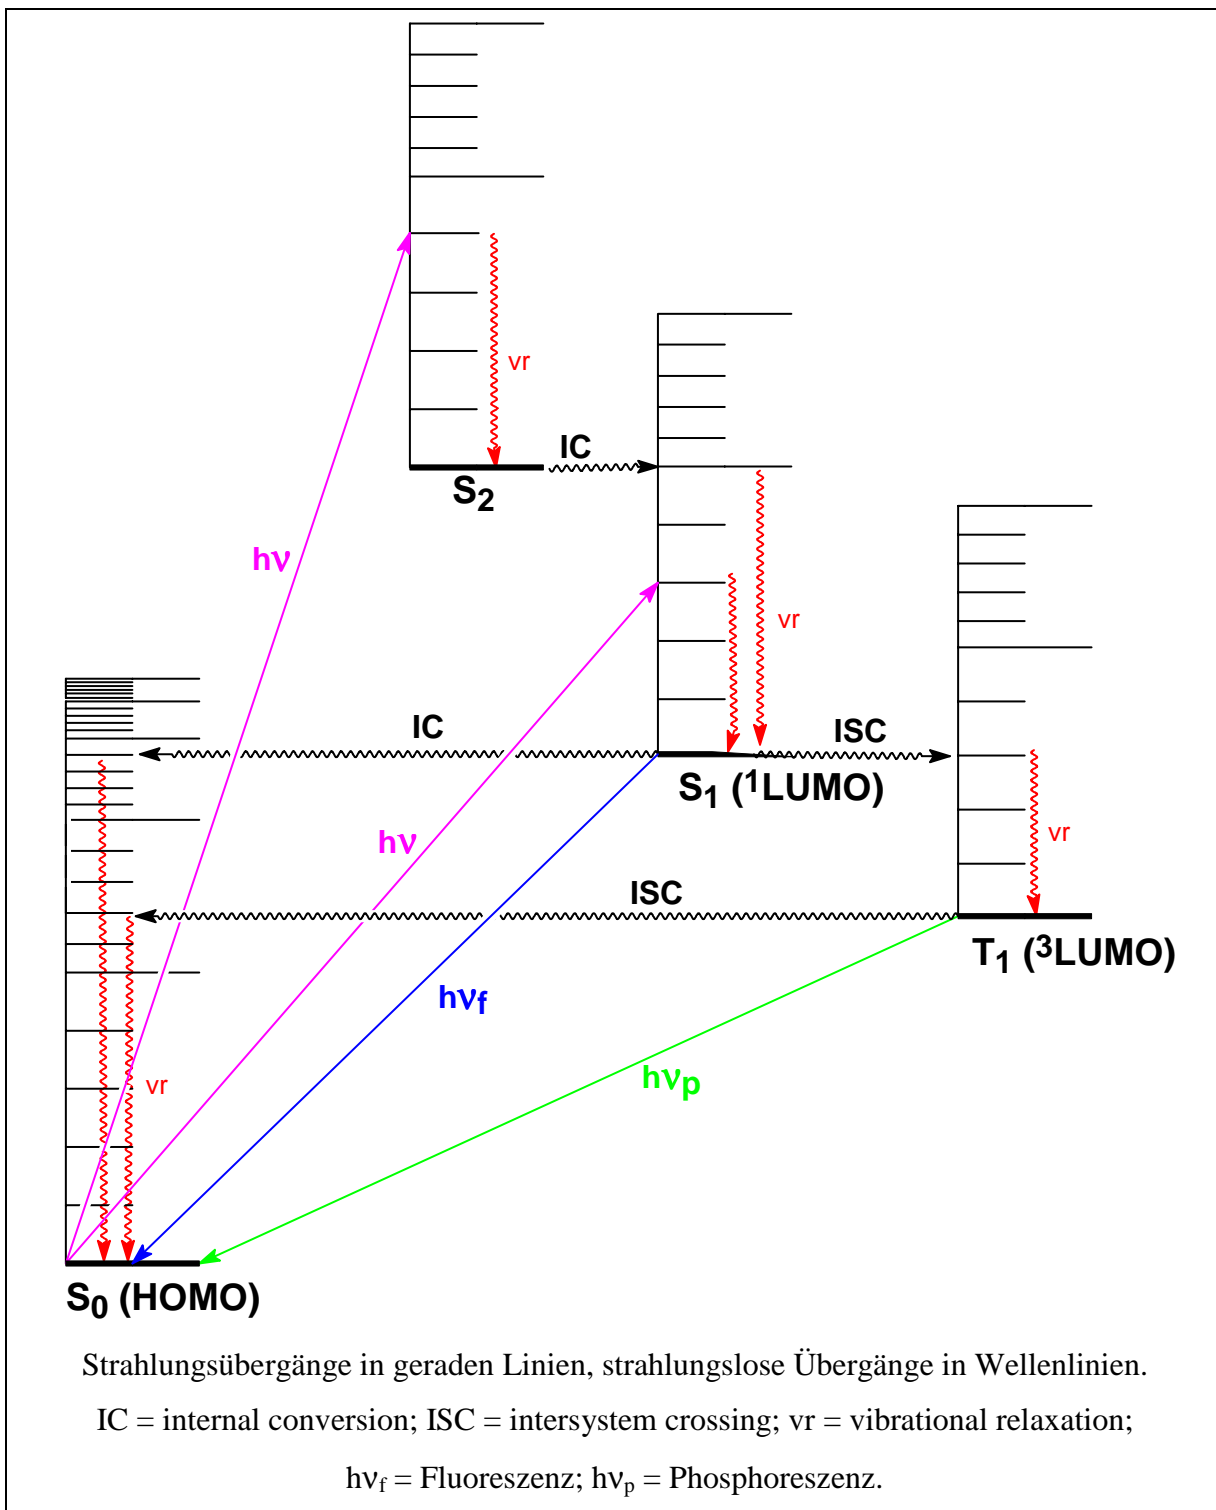 vr
IC
S2
hν
vr
IC
ISC
S1 (1LUMO)
hν
vr
ISC
T1 (3LUMO)
hνf
hνp
vr
S0 (HOMO)
Strahlungsübergänge in geraden Linien, strahlungslose Übergänge in Wellenlinien.
IC = internal conversion; ISC = intersystem crossing; vr = vibrational relaxation;
hνf = Fluoreszenz; hνp = Phosphoreszenz.